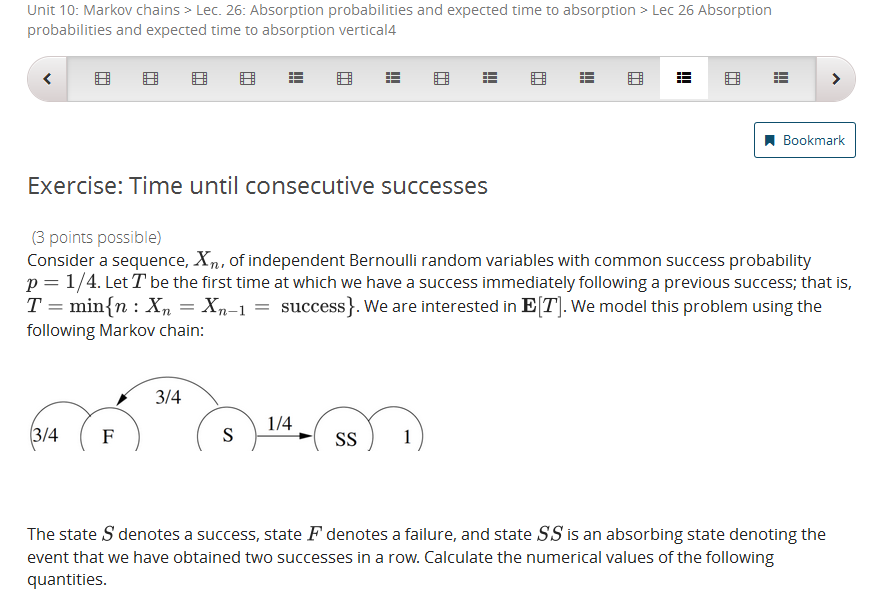 Unit 10: Markov chains > Lec. 26: Absorption probabilities and expected time to absorption > Lec 26 Absorption
probabilities and expected time to absorption vertical4
Bookmark
Exercise: Time until consecutive successes
(3 points possible)
Consider a sequence, Xₙ, of independent Bernoulli random variables with common success probability
p = 1/4. Let T be the first time at which we have a success immediately following a previous success; that is,
T = min{n : Xₙ = Xₙ₋₁ = success}. We are interested in E[T]. We model this problem using the
following Markov chain:
3/4
1/4
3/4 F S SS 1
The state S denotes a success, state F denotes a failure, and state SS is an absorbing state denoting the
event that we have obtained two successes in a row. Calculate the numerical values of the following
quantities.